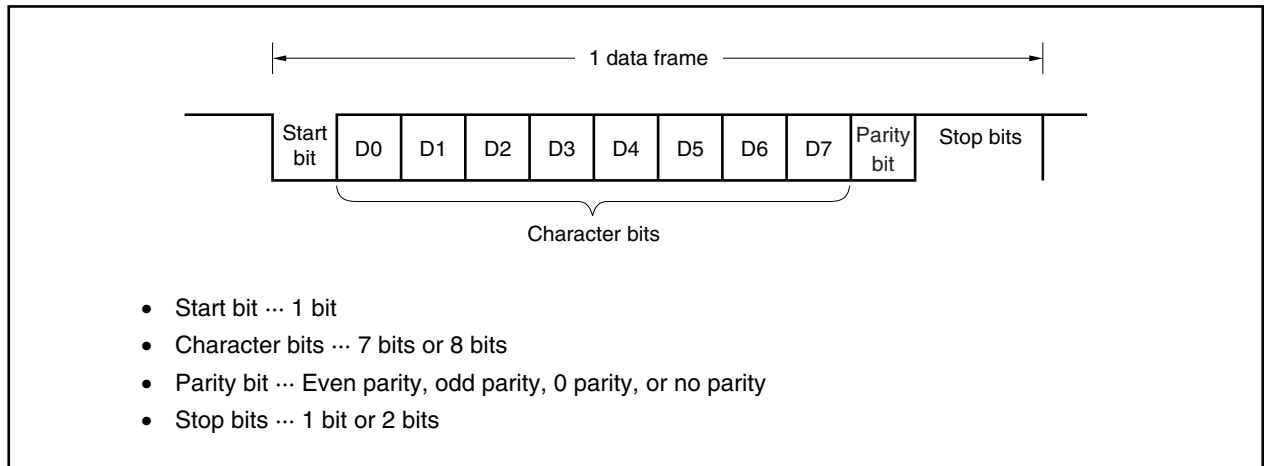 1 data frame
Start bit D0 D1 D2 D3 D4 D5 D6 D7 Parity bit Stop bits
Character bits
• Start bit ··· 1 bit
• Character bits ··· 7 bits or 8 bits
• Parity bit ··· Even parity, odd parity, 0 parity, or no parity
• Stop bits ··· 1 bit or 2 bits